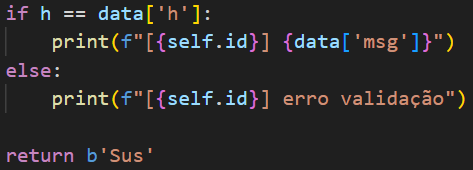 if h == data['h']:
    print(f"[{self.id}] {data['msg']}")
else:
    print(f"[{self.id}] erro validação")
return b'Sus'